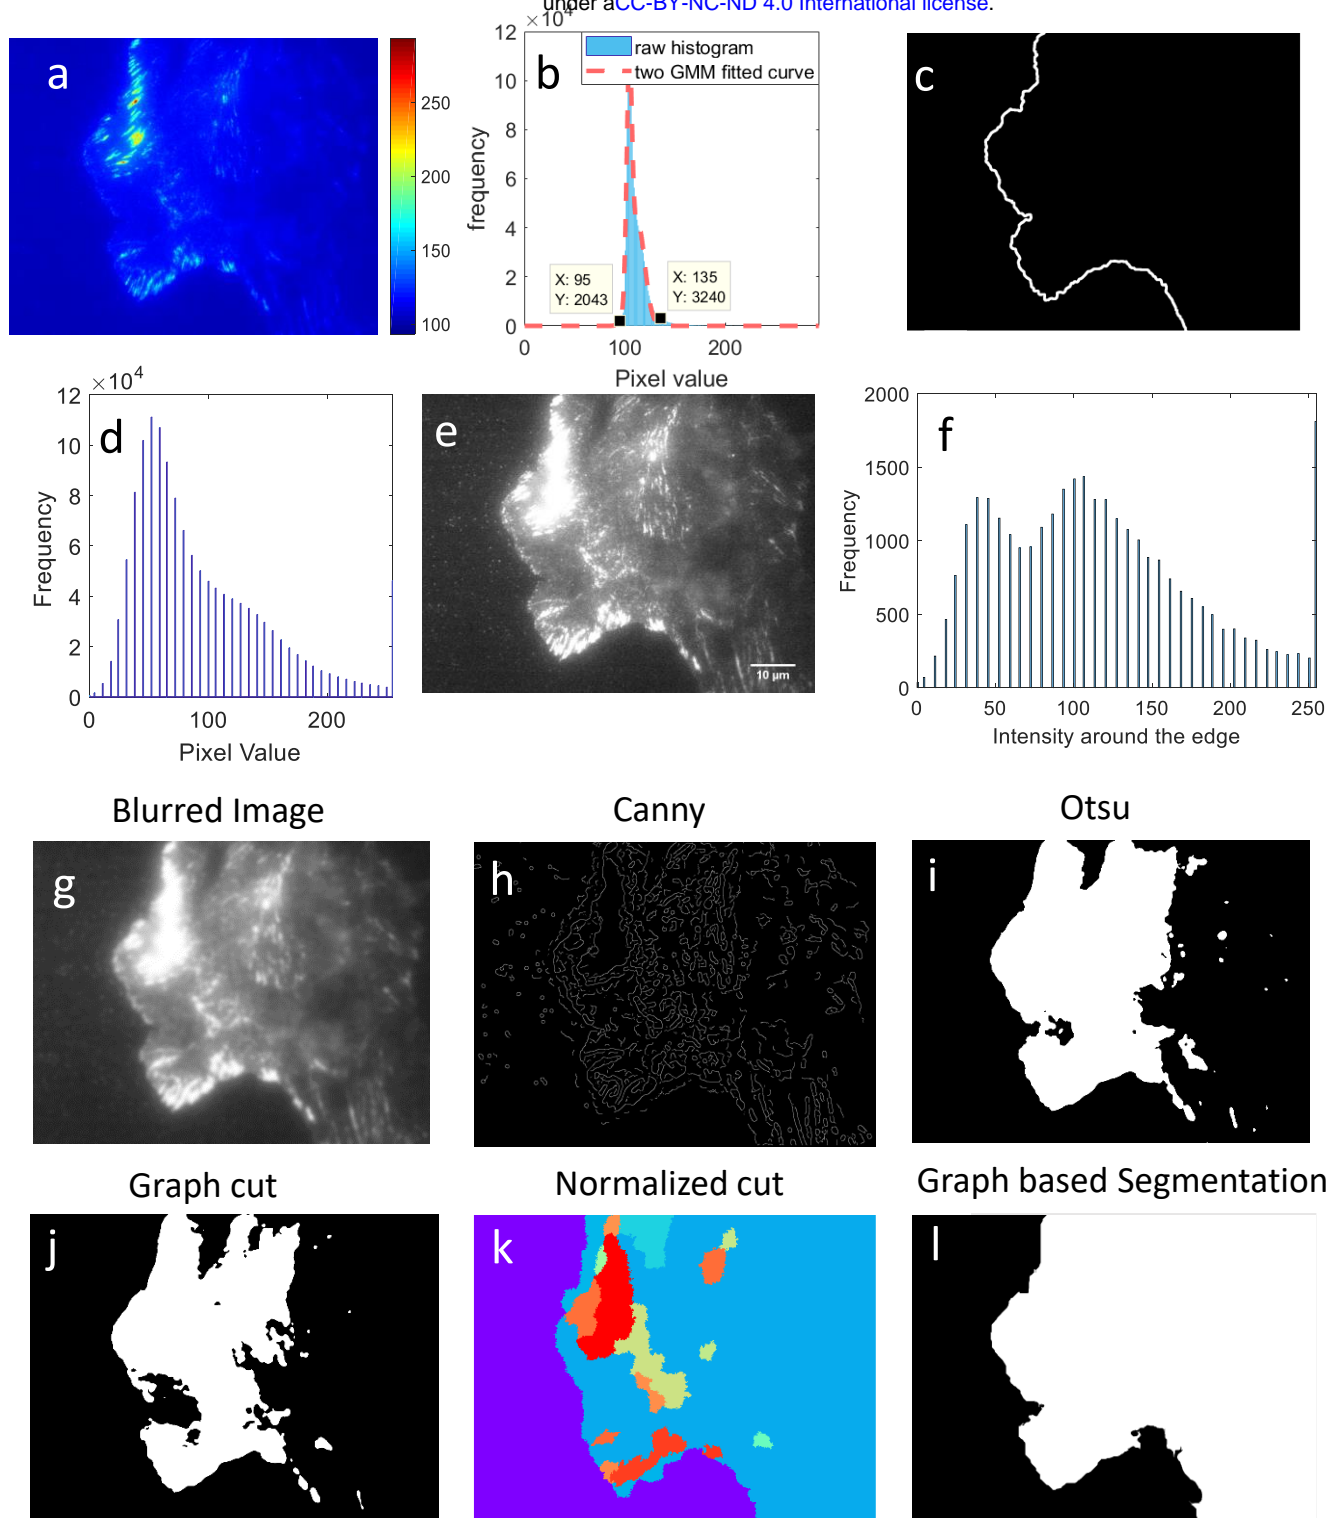 under aCC-BY-NC-ND 4.0 International license.
a
250
200
150
100
×10⁴
b
raw histogram
two GMM fitted curve
12
10
8
6
4
2
0
frequency
X: 95
Y: 2043
X: 135
Y: 3240
0 100 200
Pixel value
c
×10⁴
d
12
10
8
6
4
2
0
Frequency
0 100 200
Pixel Value
e
10 µm
f
2000
1500
1000
500
0
Frequency
0 50 100 150 200 250
Intensity around the edge
Blurred Image
g
Canny
h
Otsu
i
Graph cut
j
Normalized cut
k
Graph based Segmentation
l